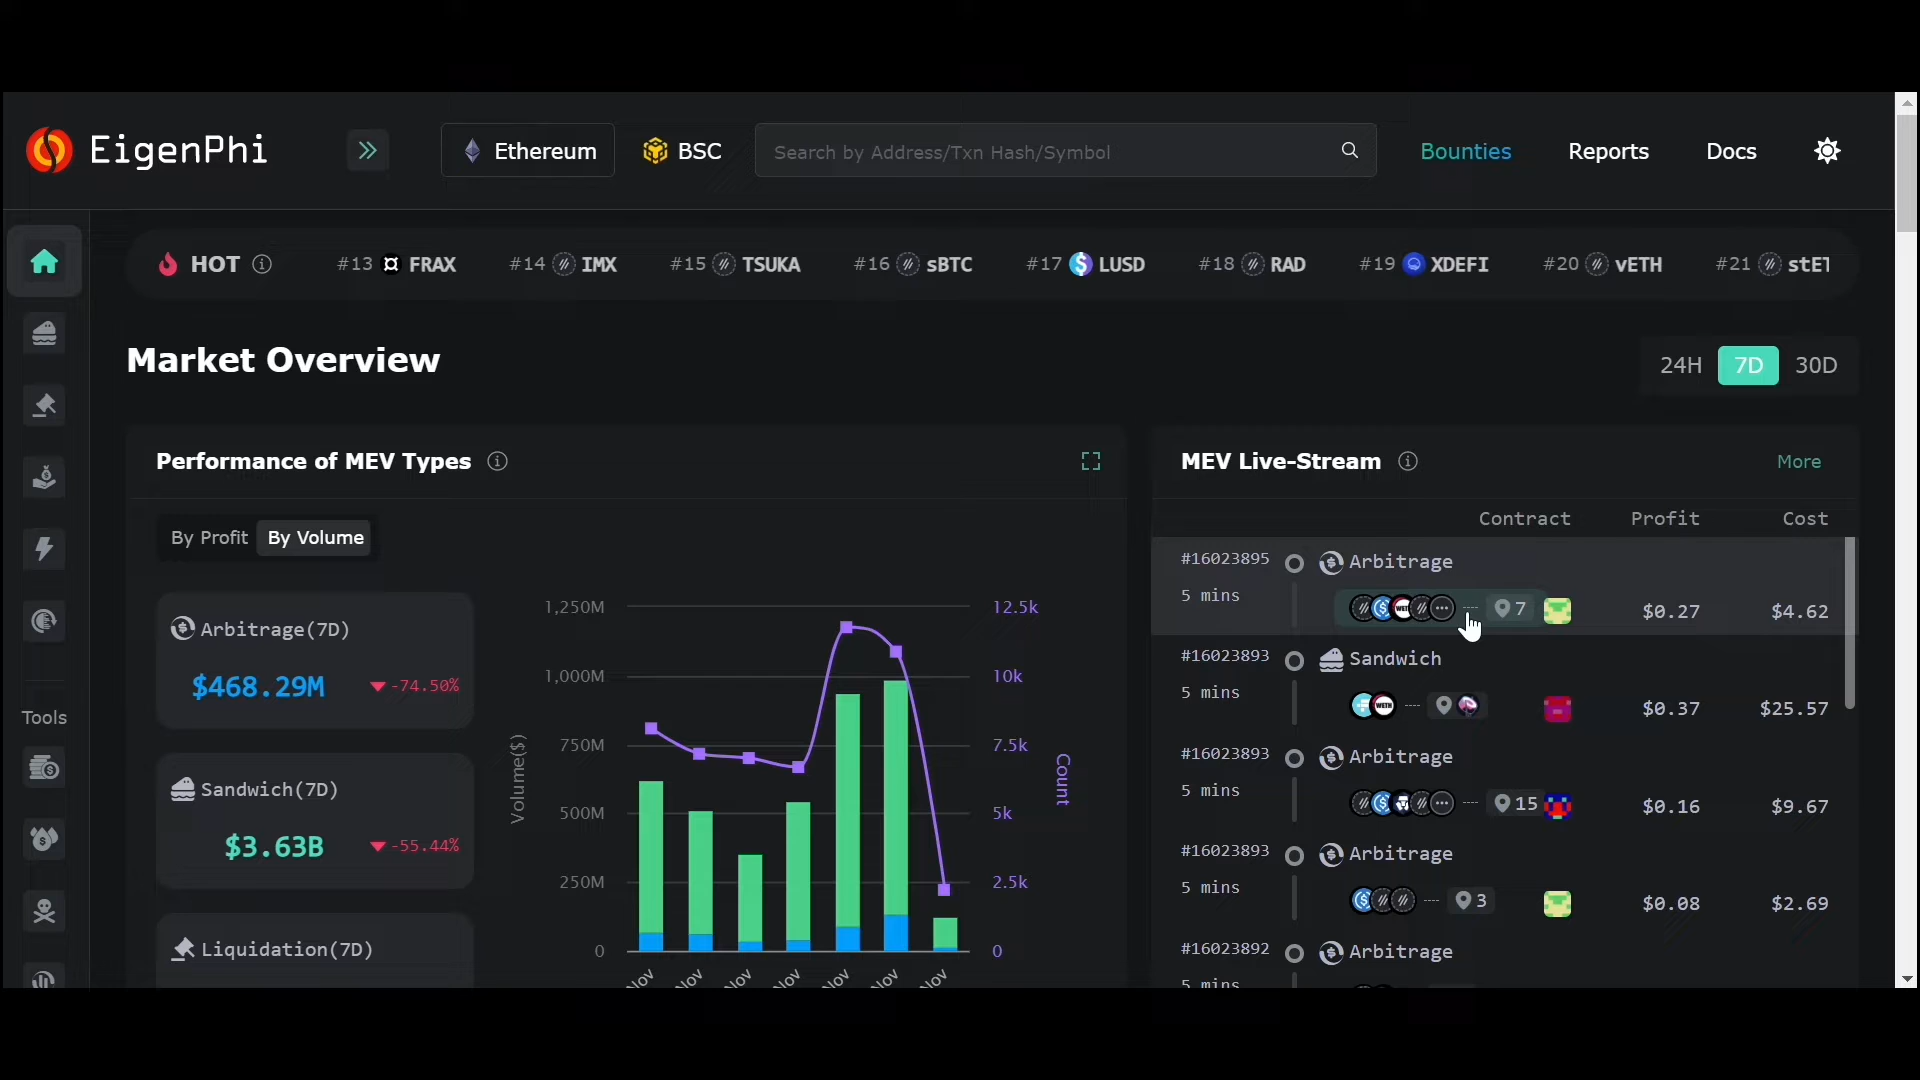 EigenPhi
Ethereum
BSC
Search by Address/Txn Hash/Symbol
Bounties
Reports
Docs
HOT
#13 FRAX
#14 IMX
#15 TSUKA
#16 sBTC
#17 LUSD
#18 RAD
#19 XDEFI
#20 vETH
#21
Market Overview
24H
7D
30D
Performance of MEV Types
By Profit
By Volume
Arbitrage(7D)
$468.29M
-74.50%
Sandwich(7D)
$3.63B
-55.44%
Liquidation(7D)
Volume($)
1,250M
1,000M
750M
500M
250M
0
12.5k
10k
7.5k
5k
2.5k
0
Count
MEV Live-Stream
More
Contract Profit Cost
#16023895 Arbitrage
5 mins
WETH
7
$0.27
$4.62
#16023893 Sandwich
5 mins
WETH
$0.37
$25.57
#16023893 Arbitrage
5 mins
15
$0.16
$9.67
#16023893 Arbitrage
5 mins
3
$0.08
$2.69
#16023892 Arbitrage
5 mins
Tools